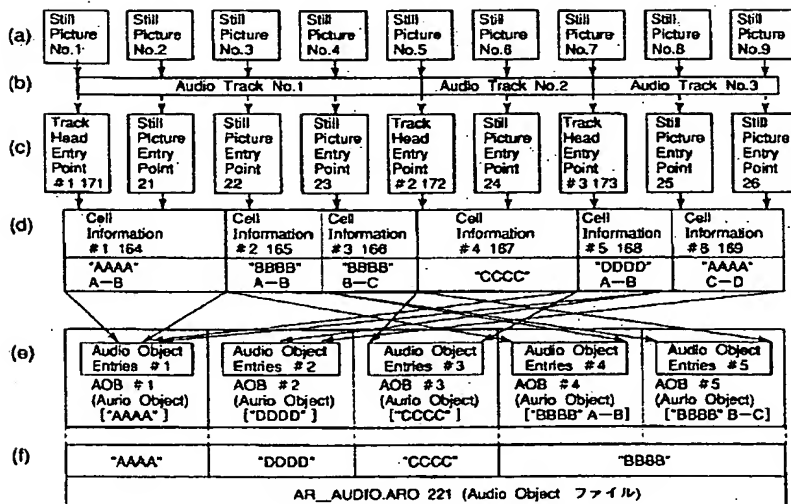 (a)
Still Picture No.1
Still Picture No.2
Still Picture No.3
Still Picture No.4
Still Picture No.5
Still Picture No.6
Still Picture No.7
Still Picture No.8
Still Picture No.9
(b)
Audio Track No.1
Audio Track No.2
Audio Track No.3
(c)
Track Head Entry Point #1 171
Still Picture Entry Point 21
Still Picture Entry Point 22
Still Picture Entry Point 23
Track Head Entry Point #2 172
Still Picture Entry Point 24
Track Head Entry Point #3 173
Still Picture Entry Point 25
Still Picture Entry Point 26
(d)
Cell Information #1 164
Cell Information #2 165
Cell Information #3 166
Cell Information #4 167
Cell Information #5 168
Cell Information #6 169
"AAAA" A—B
"BBBB" A—B
"BBBB" B—C
"CCCC"
"DDDD" A—B
"AAAA" C—D
(e)
Audio Object Entries #1
Audio Object Entries #2
Audio Object Entries #3
Audio Object Entries #4
Audio Object Entries #5
AOB #1 (Aurio Object) ["AAAA"]
AOB #2 (Aurio Object) ["DDDD"]
AOB #3 (Aurio Object) ["CCCC"]
AOB #4 (Aurio Object) ["BBBB" A—B]
AOB #5 (Aurio Object) ["BBBB" B—C]
(f)
"AAAA"
"DDDD"
"CCCC"
"BBBB"
AR__AUDIO.ARO 221 (Audio Object ファイル)